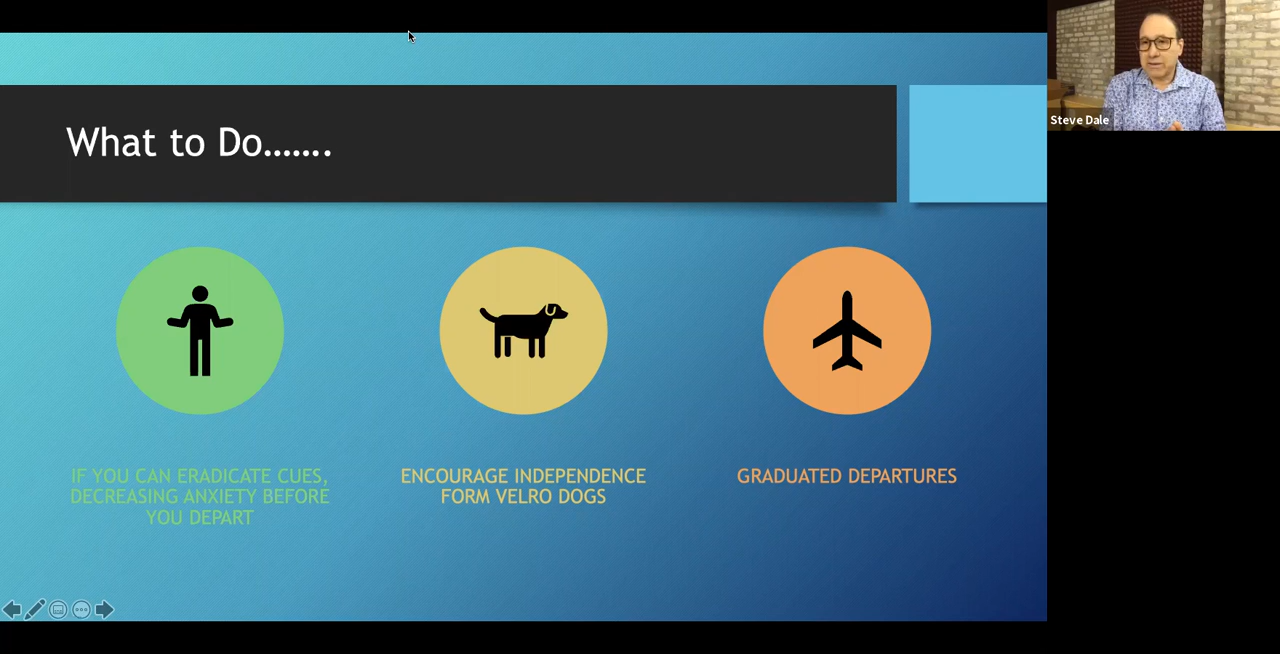 What to Do.......
IF YOU CAN ERADICATE CUES,
DECREASING ANXIETY BEFORE
YOU DEPART
ENCOURAGE INDEPENDENCE
FORM VELRO DOGS
GRADUATED DEPARTURES
Steve Dale